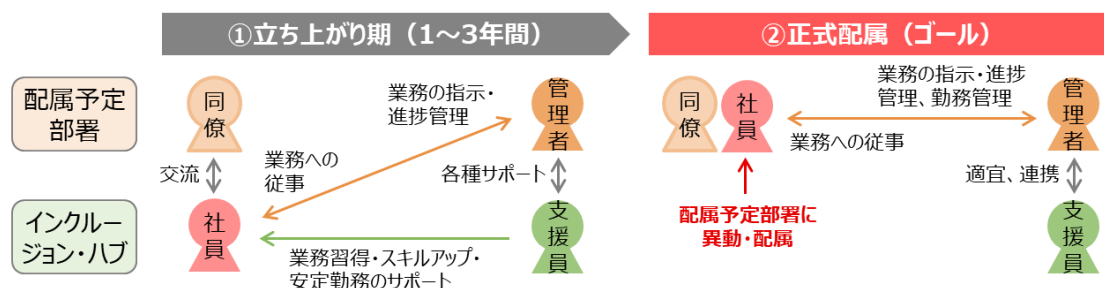 ①立ち上がり期（1～3年間）
②正式配属（ゴール）
配属予定
部署
同僚
業務の指示・
進捗管理
管理者
同僚
社員
業務の指示・進捗
管理、勤務管理
管理者
業務への従事
交流
業務への
従事
各種サポート
適宜、連携
インクルー
ジョン・ハブ
社員
業務習得・スキルアップ・
安定勤務のサポート
支援員
配属予定部署に
異動・配属
支援員